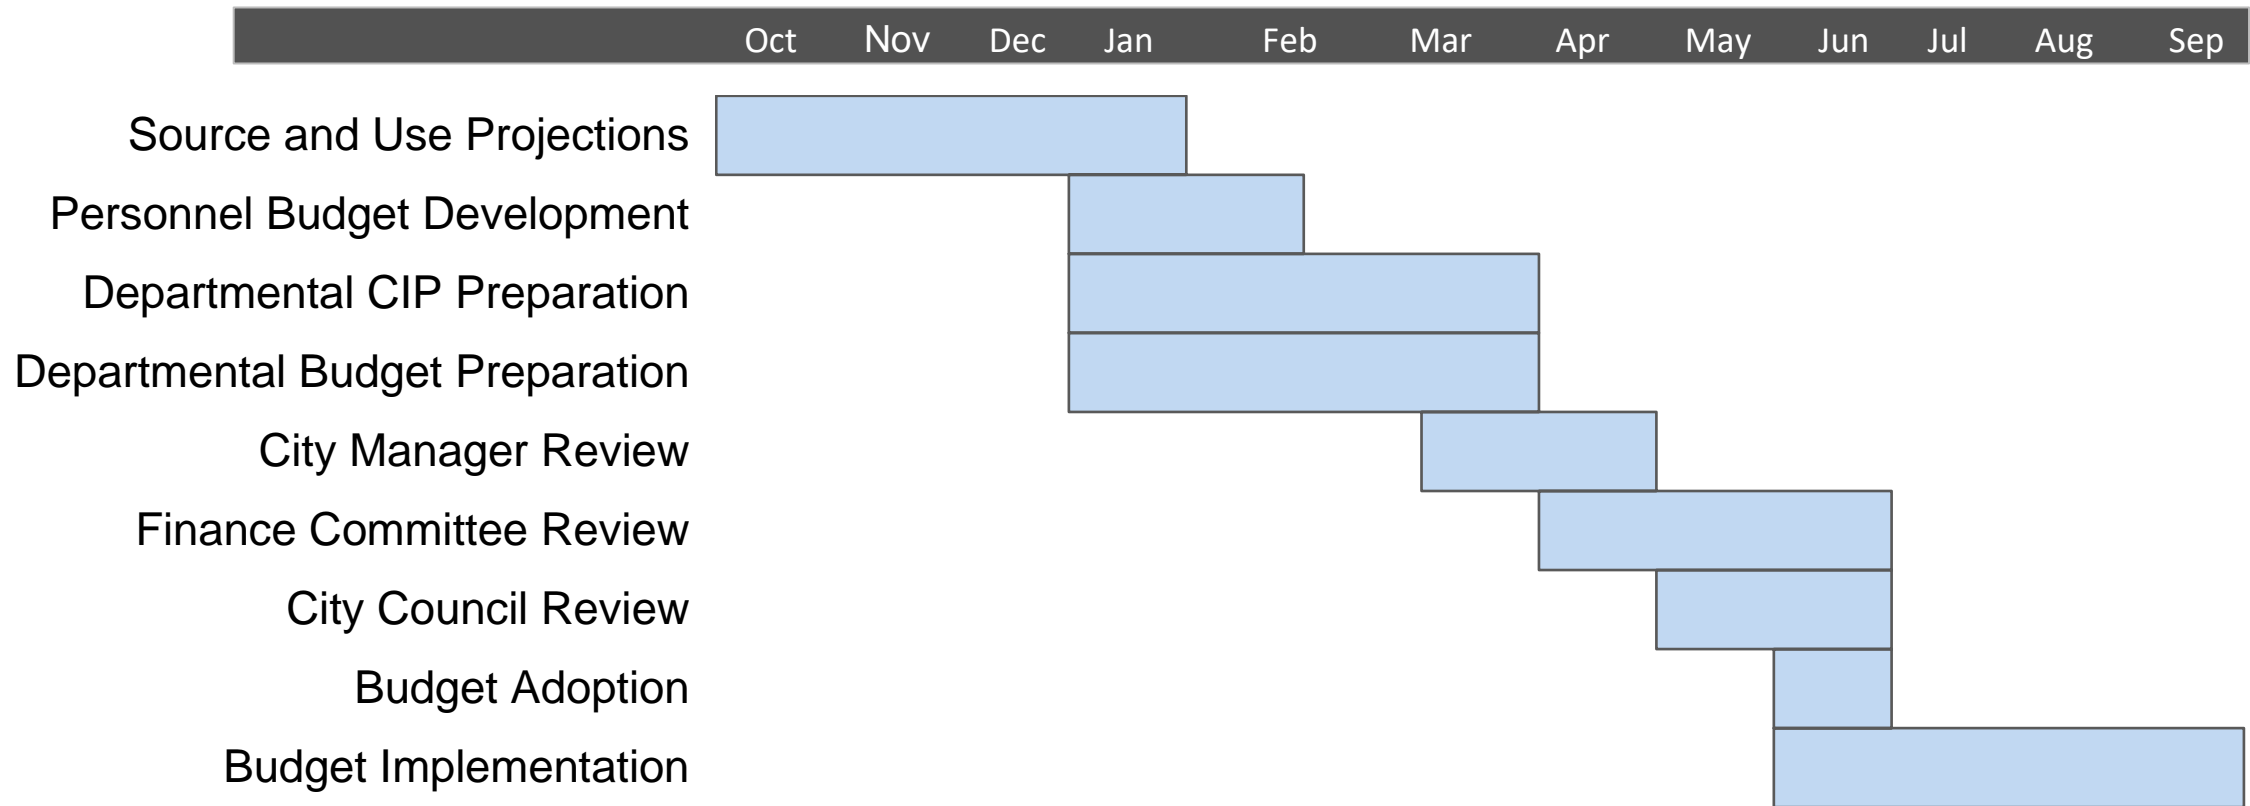 Oct Nov Dec Jan Feb Mar Apr May Jun Jul Aug Sep
Source and Use Projections
Personnel Budget Development
Departmental CIP Preparation
Departmental Budget Preparation
City Manager Review
Finance Committee Review
City Council Review
Budget Adoption
Budget Implementation